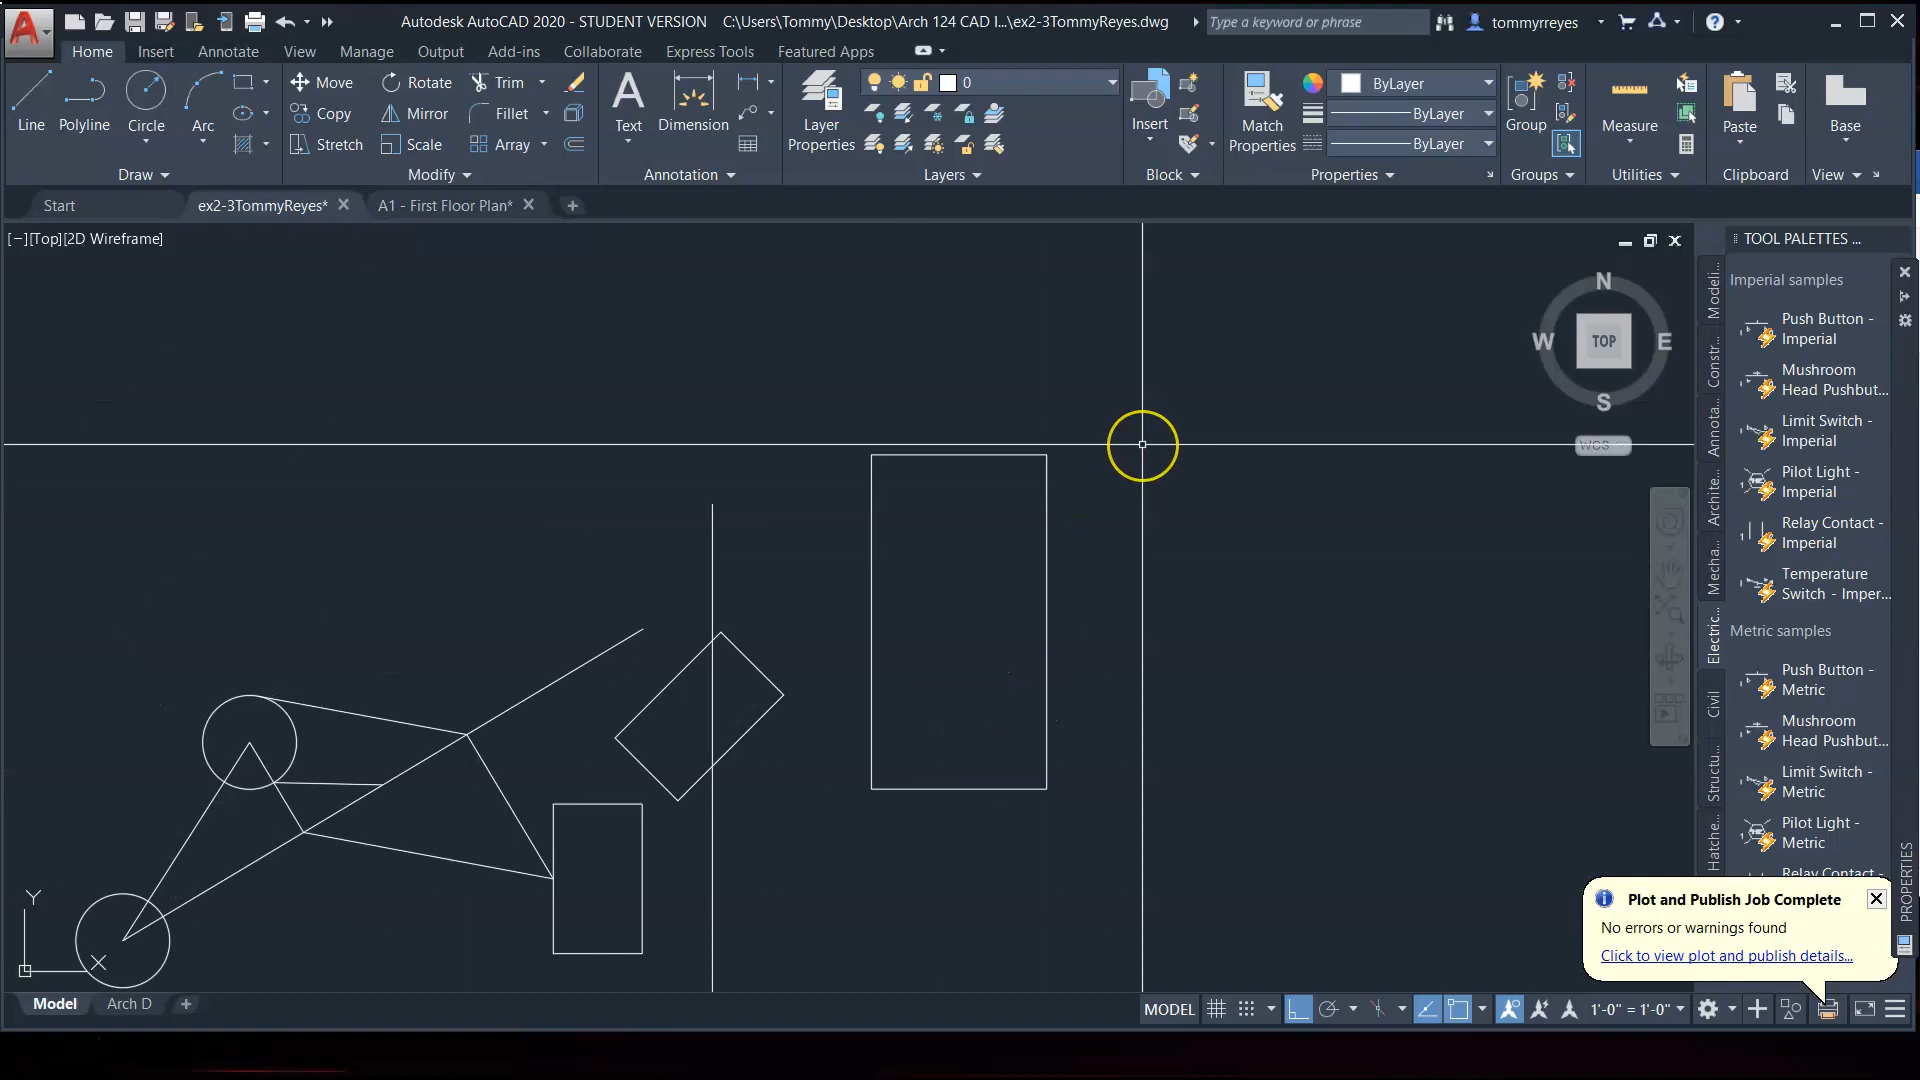 Autodesk AutoCAD 2020 - STUDENT VERSION C:\Users\Tommy\Desktop\Arch 124 CAD I...\ex2-3TommyReyes.dwg Type a keyword or phrase tommyrreyes
Home Insert Annotate View Manage Output Add-ins Collaborate Express Tools Featured Apps
Line Polyline Circle Arc
Move Rotate Trim
Copy Mirror Fillet
Stretch Scale Array
Text Dimension
Layer Properties
0
Insert
Match Properties
ByLayer
ByLayer
ByLayer
Group
Measure
Paste
Base
Draw Modify Annotation Layers Block Properties Groups Utilities Clipboard View
Start ex2-3TommyReyes* A1 - First Floor Plan*
[−][Top][2D Wireframe]
N
W TOP E
S
WCS
TOOL PALETTES ...
Modeli...
Constr...
Annota...
Archite...
Mecha...
Electric...
Civil
Structu...
Hatche...
Imperial samples
Push Button -
Imperial
Mushroom
Head Pushbut...
Limit Switch -
Imperial
Pilot Light -
Imperial
Relay Contact -
Imperial
Temperature
Switch - Imper...
Metric samples
Push Button -
Metric
Mushroom
Head Pushbut...
Limit Switch -
Metric
Pilot Light -
Metric
Relay Contact -
PROPERTIES
Plot and Publish Job Complete
No errors or warnings found
Click to view plot and publish details...
Y
X
Model Arch D
MODEL 1'-0" = 1'-0"